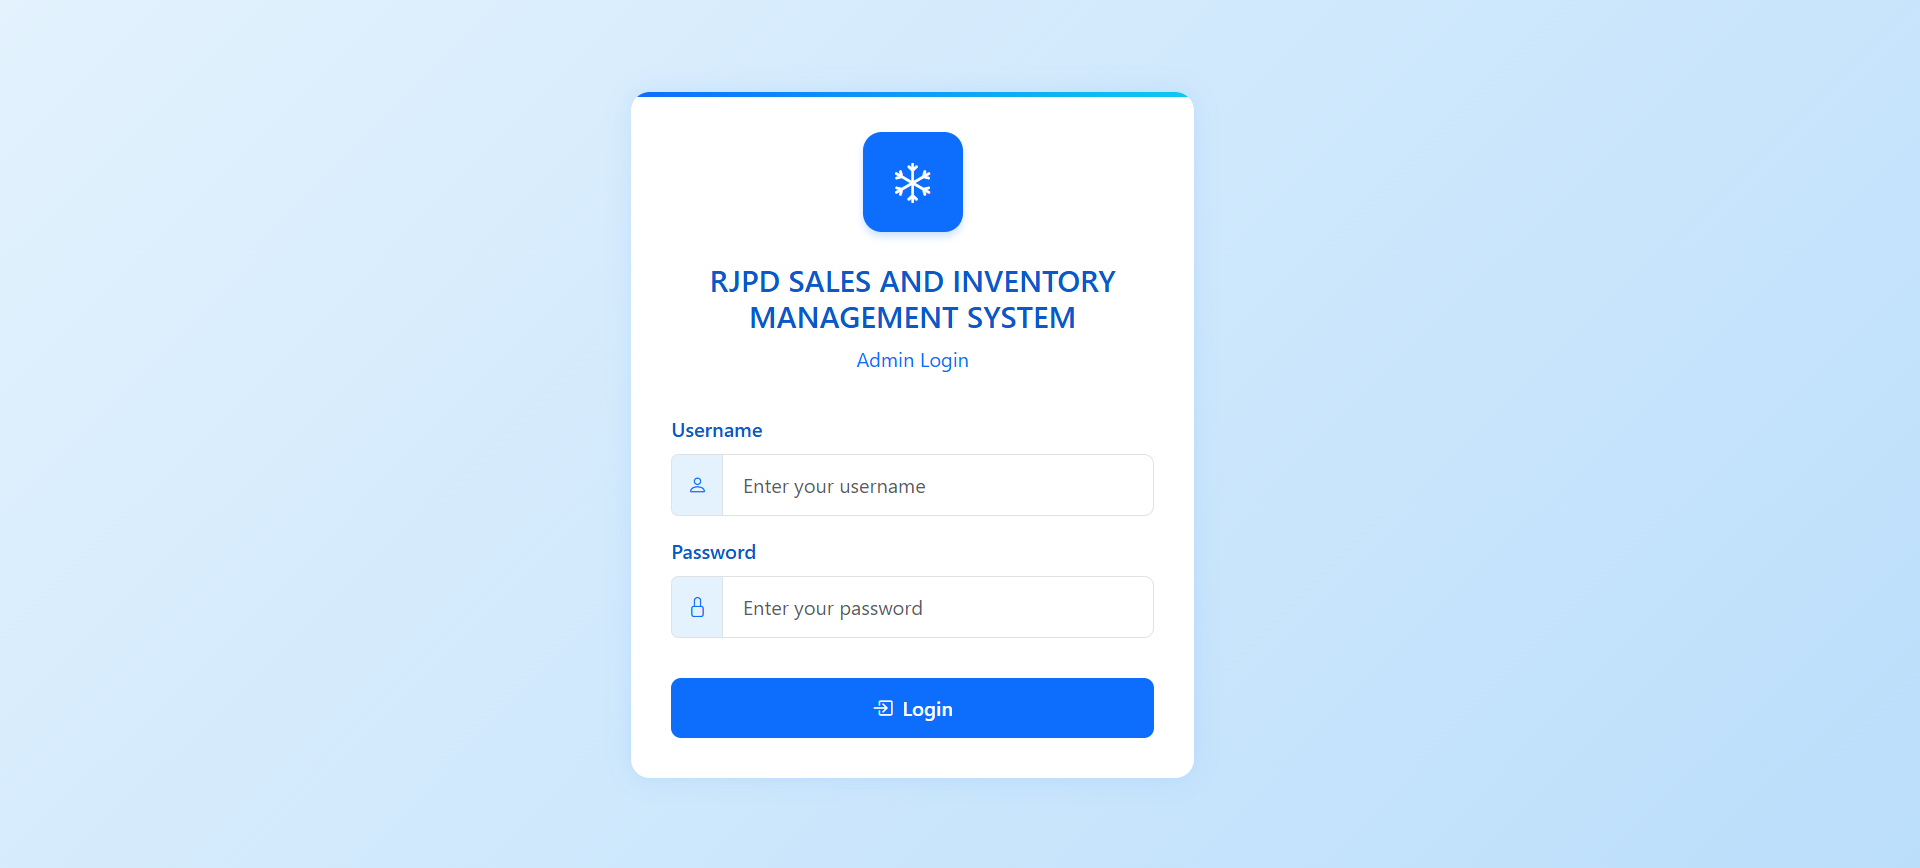 RJPD SALES AND INVENTORY
MANAGEMENT SYSTEM
Admin Login
Username
Enter your username
Password
Enter your password
Login